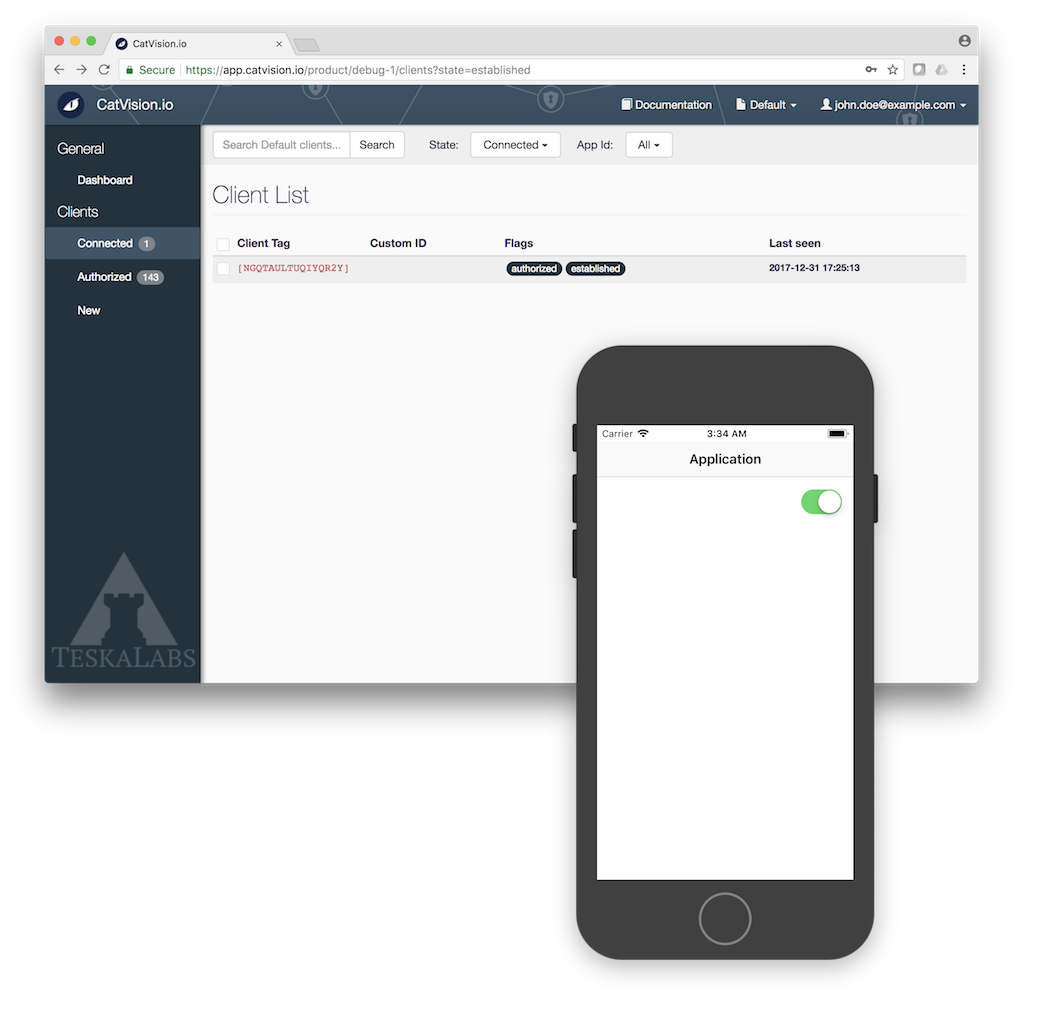 CatVision.io
Secure https://app.catvision.io/product/debug-1/clients?state=established
CatVision.io Documentation Default john.doe@example.com
General
Dashboard
Clients
Connected 1
Authorized 143
New
TESKALABS
Search Default clients... Search State: Connected App Id: All
Client List
Client Tag Custom ID Flags Last seen
[NGQTAULTUQIYQR2Y] authorized established 2017-12-31 17:25:13
Carrier 3:34 AM
Application